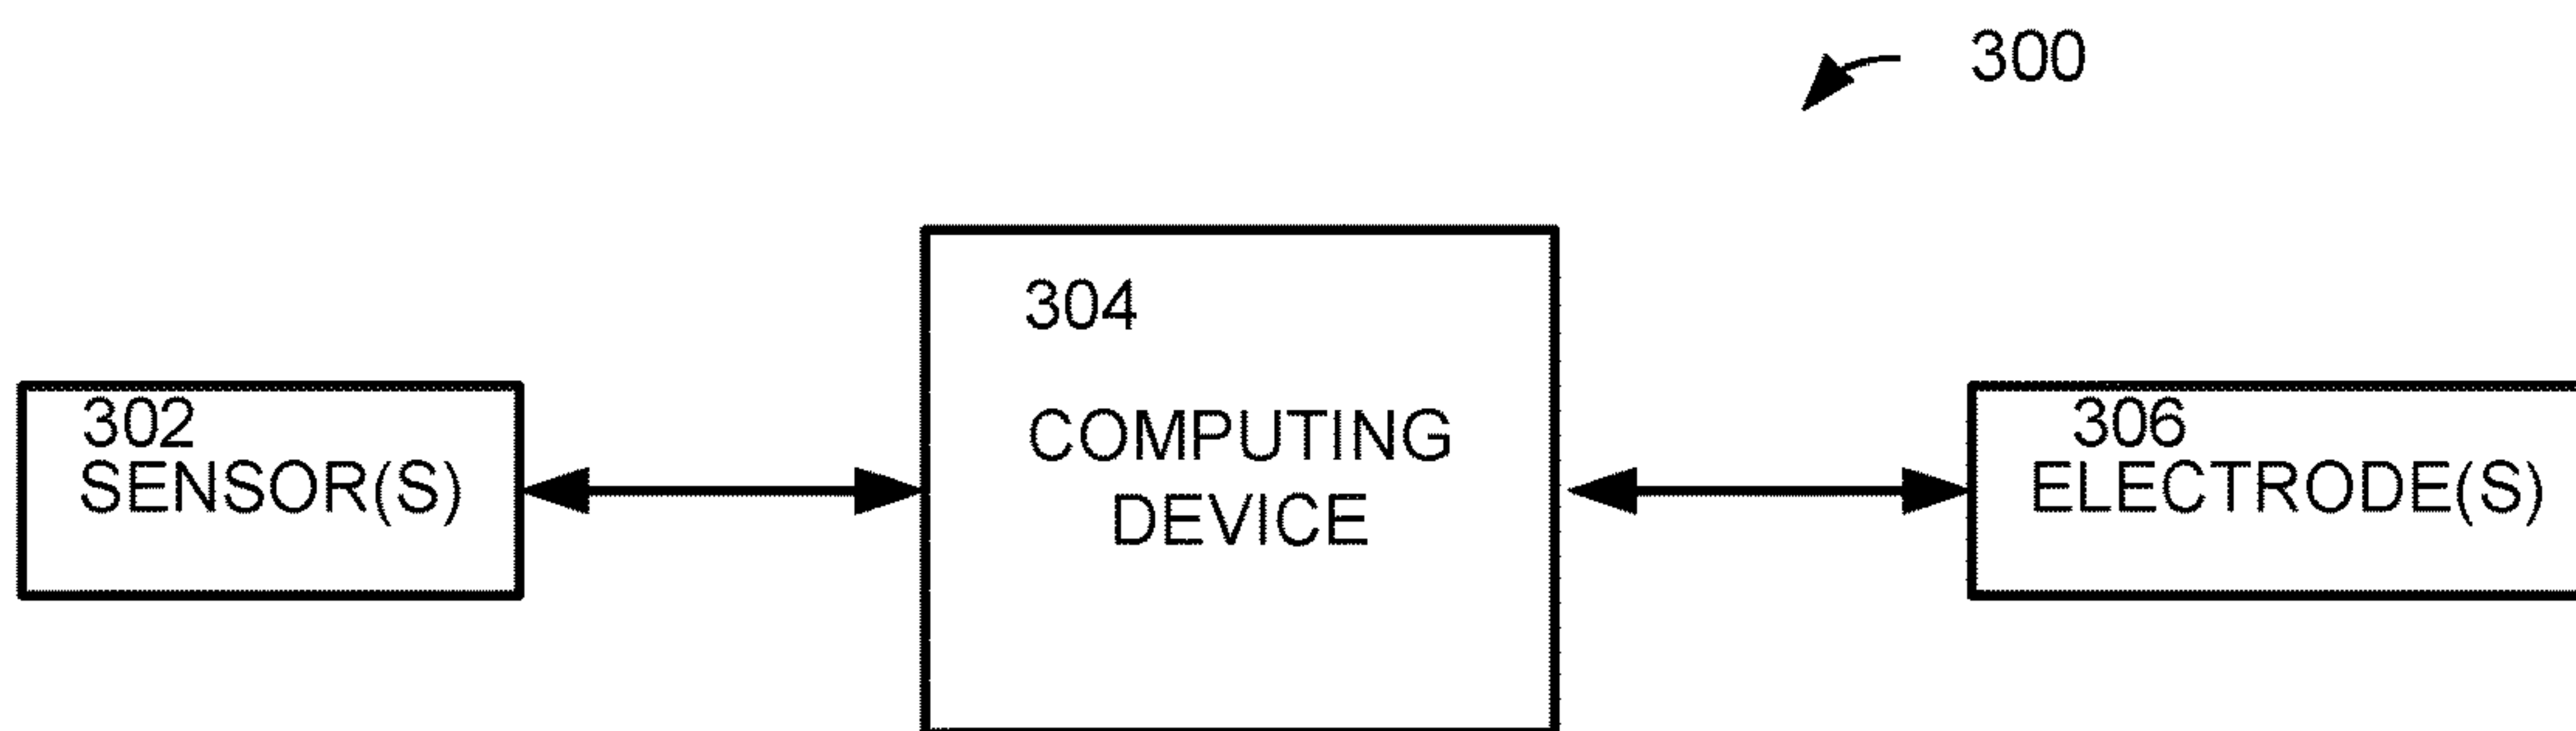 300
304
COMPUTING
DEVICE
302
SENSOR(S)
306
ELECTRODE(S)